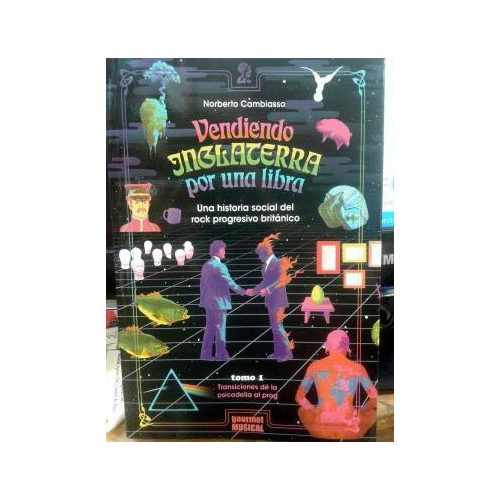 Norberto Cambiasso
Vendiendo
INGLATERRA
por una libra
Una historia social del
rock progresivo británico
tomo 1
Transiciones de la
psicodelia al prog
gourmet
MUSICAL